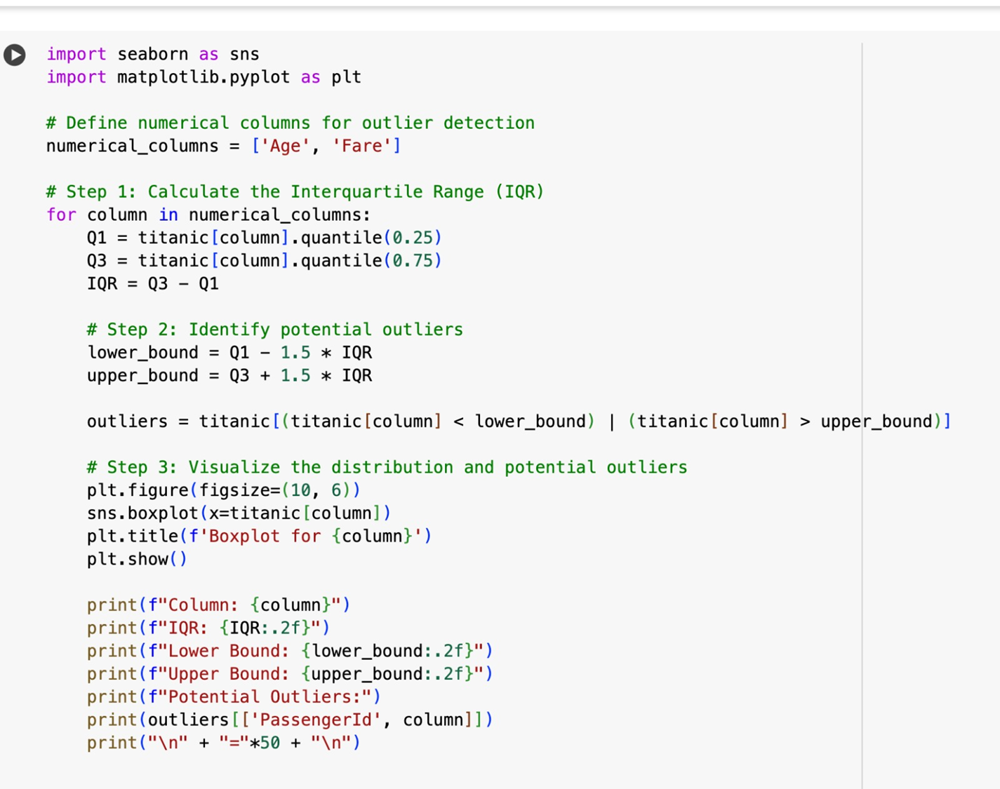 import seaborn as sns
import matplotlib.pyplot as plt
# Define numerical columns for outlier detection
numerical_columns = ['Age', 'Fare']
# Step 1: Calculate the Interquartile Range (IQR)
for column in numerical_columns:
    Q1 = titanic[column].quantile(0.25)
    Q3 = titanic[column].quantile(0.75)
    IQR = Q3 - Q1
    # Step 2: Identify potential outliers
    lower_bound = Q1 - 1.5 * IQR
    upper_bound = Q3 + 1.5 * IQR
    outliers = titanic[(titanic[column] < lower_bound) | (titanic[column] > upper_bound)]
    # Step 3: Visualize the distribution and potential outliers
    plt.figure(figsize=(10, 6))
    sns.boxplot(x=titanic[column])
    plt.title(f'Boxplot for {column}')
    plt.show()
    print(f"Column: {column}")
    print(f"IQR: {IQR:.2f}")
    print(f"Lower Bound: {lower_bound:.2f}")
    print(f"Upper Bound: {upper_bound:.2f}")
    print(f"Potential Outliers:")
    print(outliers[['PassengerId', column]])
    print("\n" + "="*50 + "\n")